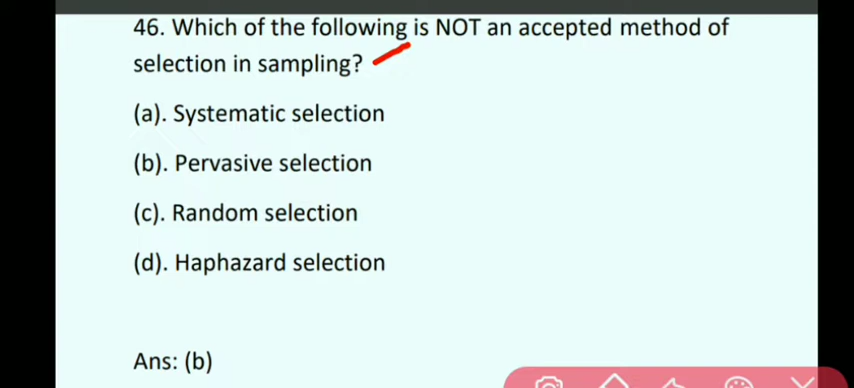 46. Which of the following is NOT an accepted method of
selection in sampling?
(a). Systematic selection
(b). Pervasive selection
(c). Random selection
(d). Haphazard selection
Ans: (b)